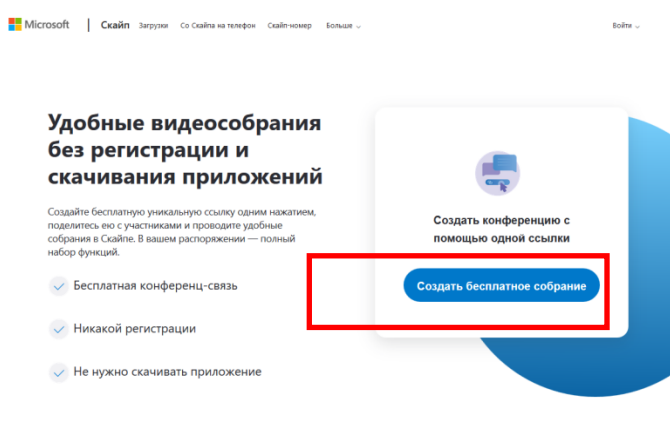 Microsoft | Скайп Загрузки Со Скайпа на телефон Скайп-номер Больше Войти
Удобные видеособрания
без регистрации и
скачивания приложений
Создайте бесплатную уникальную ссылку одним нажатием,
поделитесь ею с участниками и проводите удобные
собрания в Скайпе. В вашем распоряжении — полный
набор функций.
Бесплатная конференц-связь
Никакой регистрации
Не нужно скачивать приложение
Создать конференцию с
помощью одной ссылки
Создать бесплатное собрание